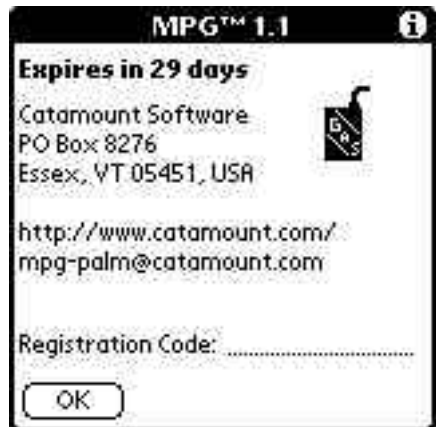 MPG™ 1.1
i
Expires in 29 days
GAS
Catamount Software
PO Box 8276
Essex, VT 05451, USA
http://www.catamount.com/
mpg-palm@catamount.com
Registration Code:
OK